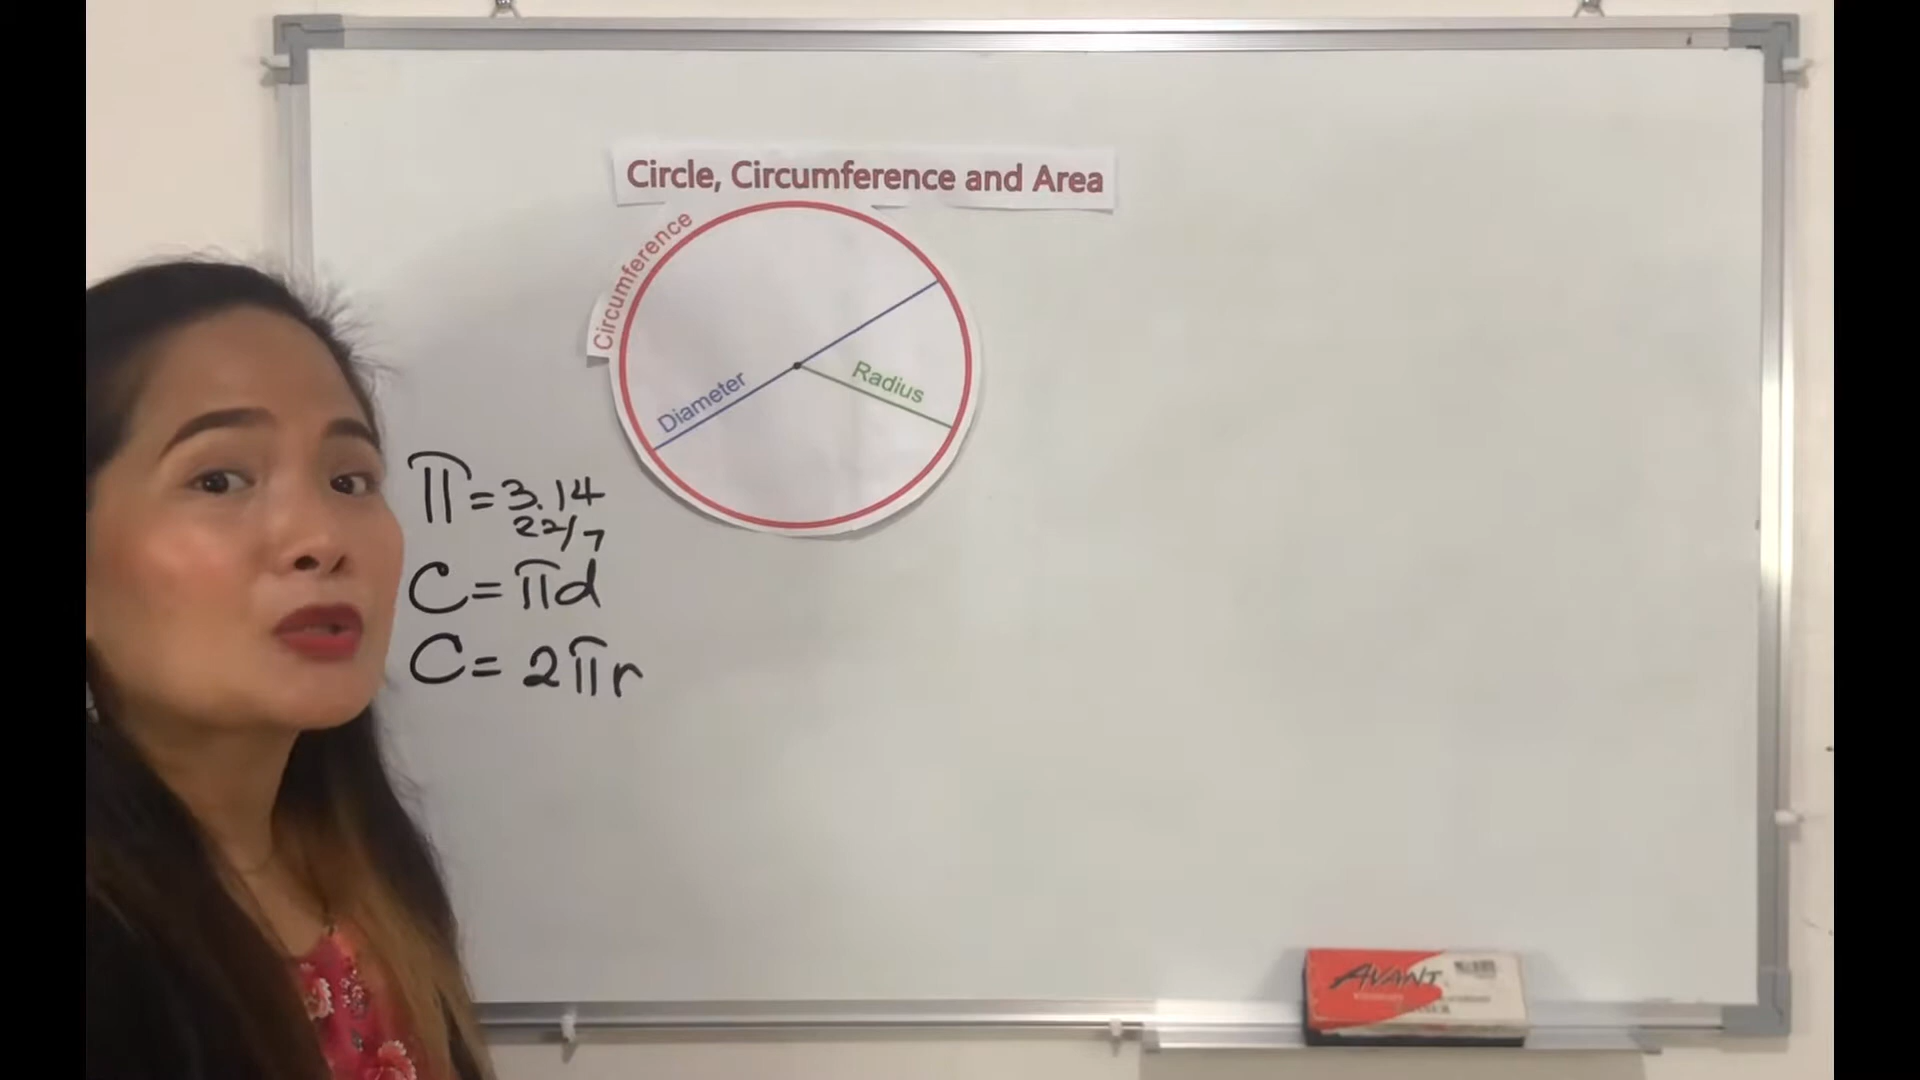 Circle, Circumference and Area
Circumference
Diameter
Radius
π = 3.14
22/7
C = πd
C = 2πr
AVANT